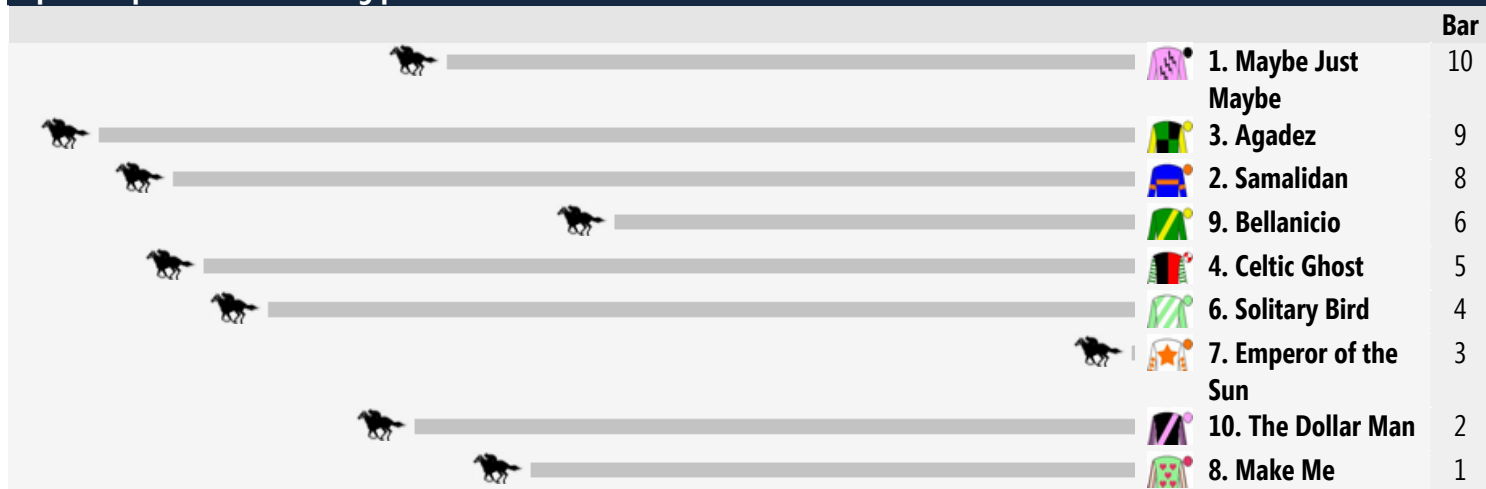 Bar
1. Maybe Just 10
Maybe
3. Agadez 9
2. Samalidan 8
9. Bellanicio 6
4. Celtic Ghost 5
6. Solitary Bird 4
7. Emperor of the 3
Sun
10. The Dollar Man 2
8. Make Me 1